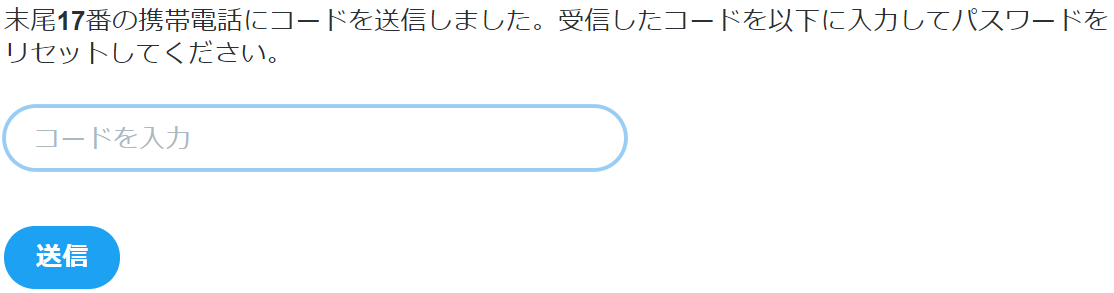 末尾17番の携帯電話にコードを送信しました。受信したコードを以下に入力してパスワードを
リセットしてください。
コードを入力
送信